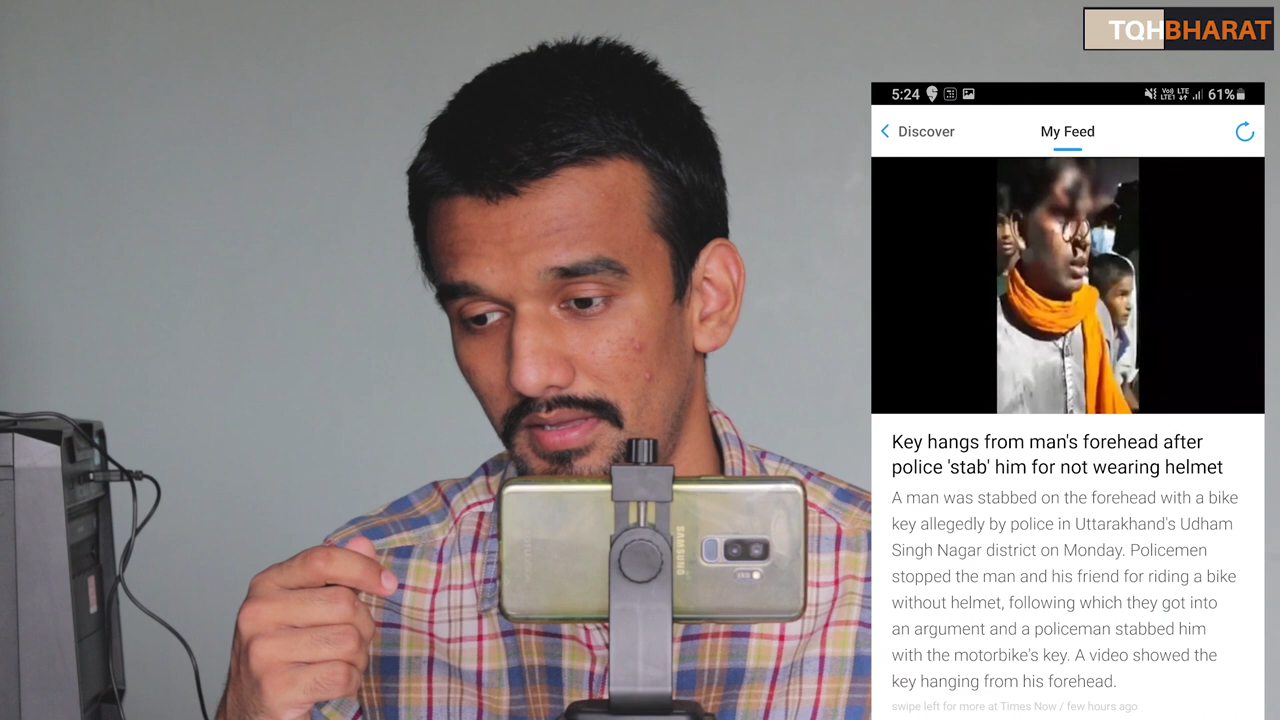 TQHBHARAT
5:24
61%
Discover
My Feed
Key hangs from man's forehead after
police 'stab' him for not wearing helmet
A man was stabbed on the forehead with a bike
key allegedly by police in Uttarakhand's Udham
Singh Nagar district on Monday. Policemen
stopped the man and his friend for riding a bike
without helmet, following which they got into
an argument and a policeman stabbed him
with the motorbike's key. A video showed the
key hanging from his forehead.
swipe left for more at Times Now / few hours ago
SAMSUNG